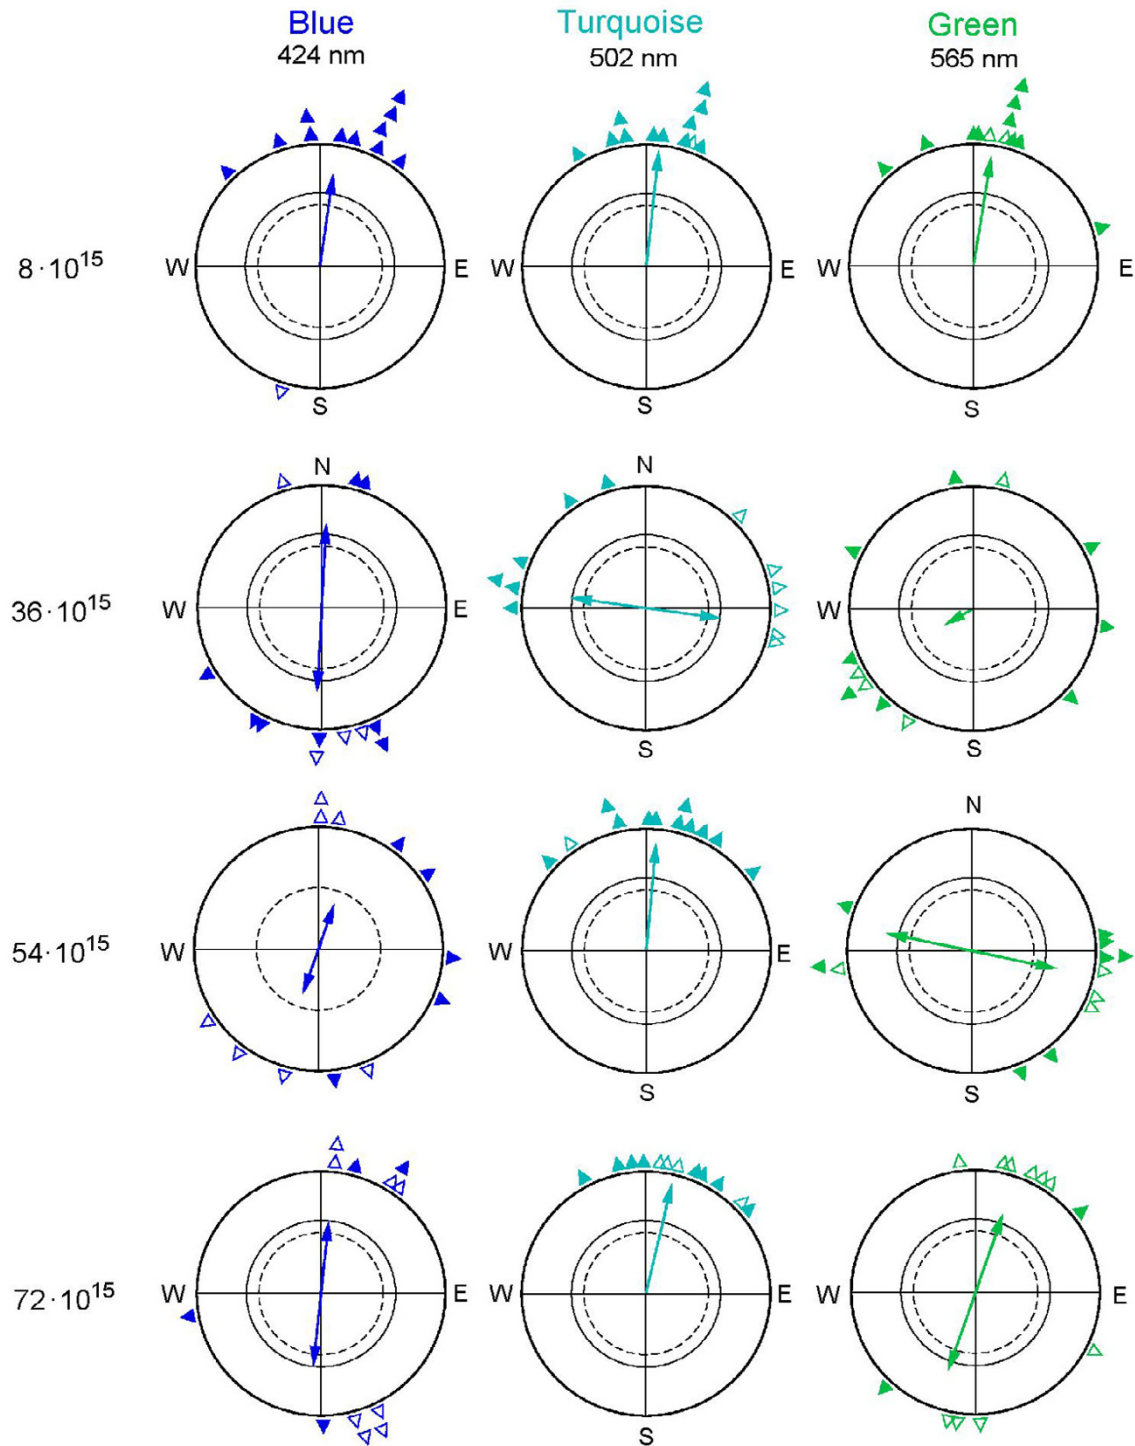 Blue Turquoise Green
424 nm 502 nm 565 nm
8·10¹⁵ W E W E W E
S S S
N N
36·10¹⁵ W E W E W
S S
N
54·10¹⁵ W W E W
S S
72·10¹⁵ W E W E W E
S